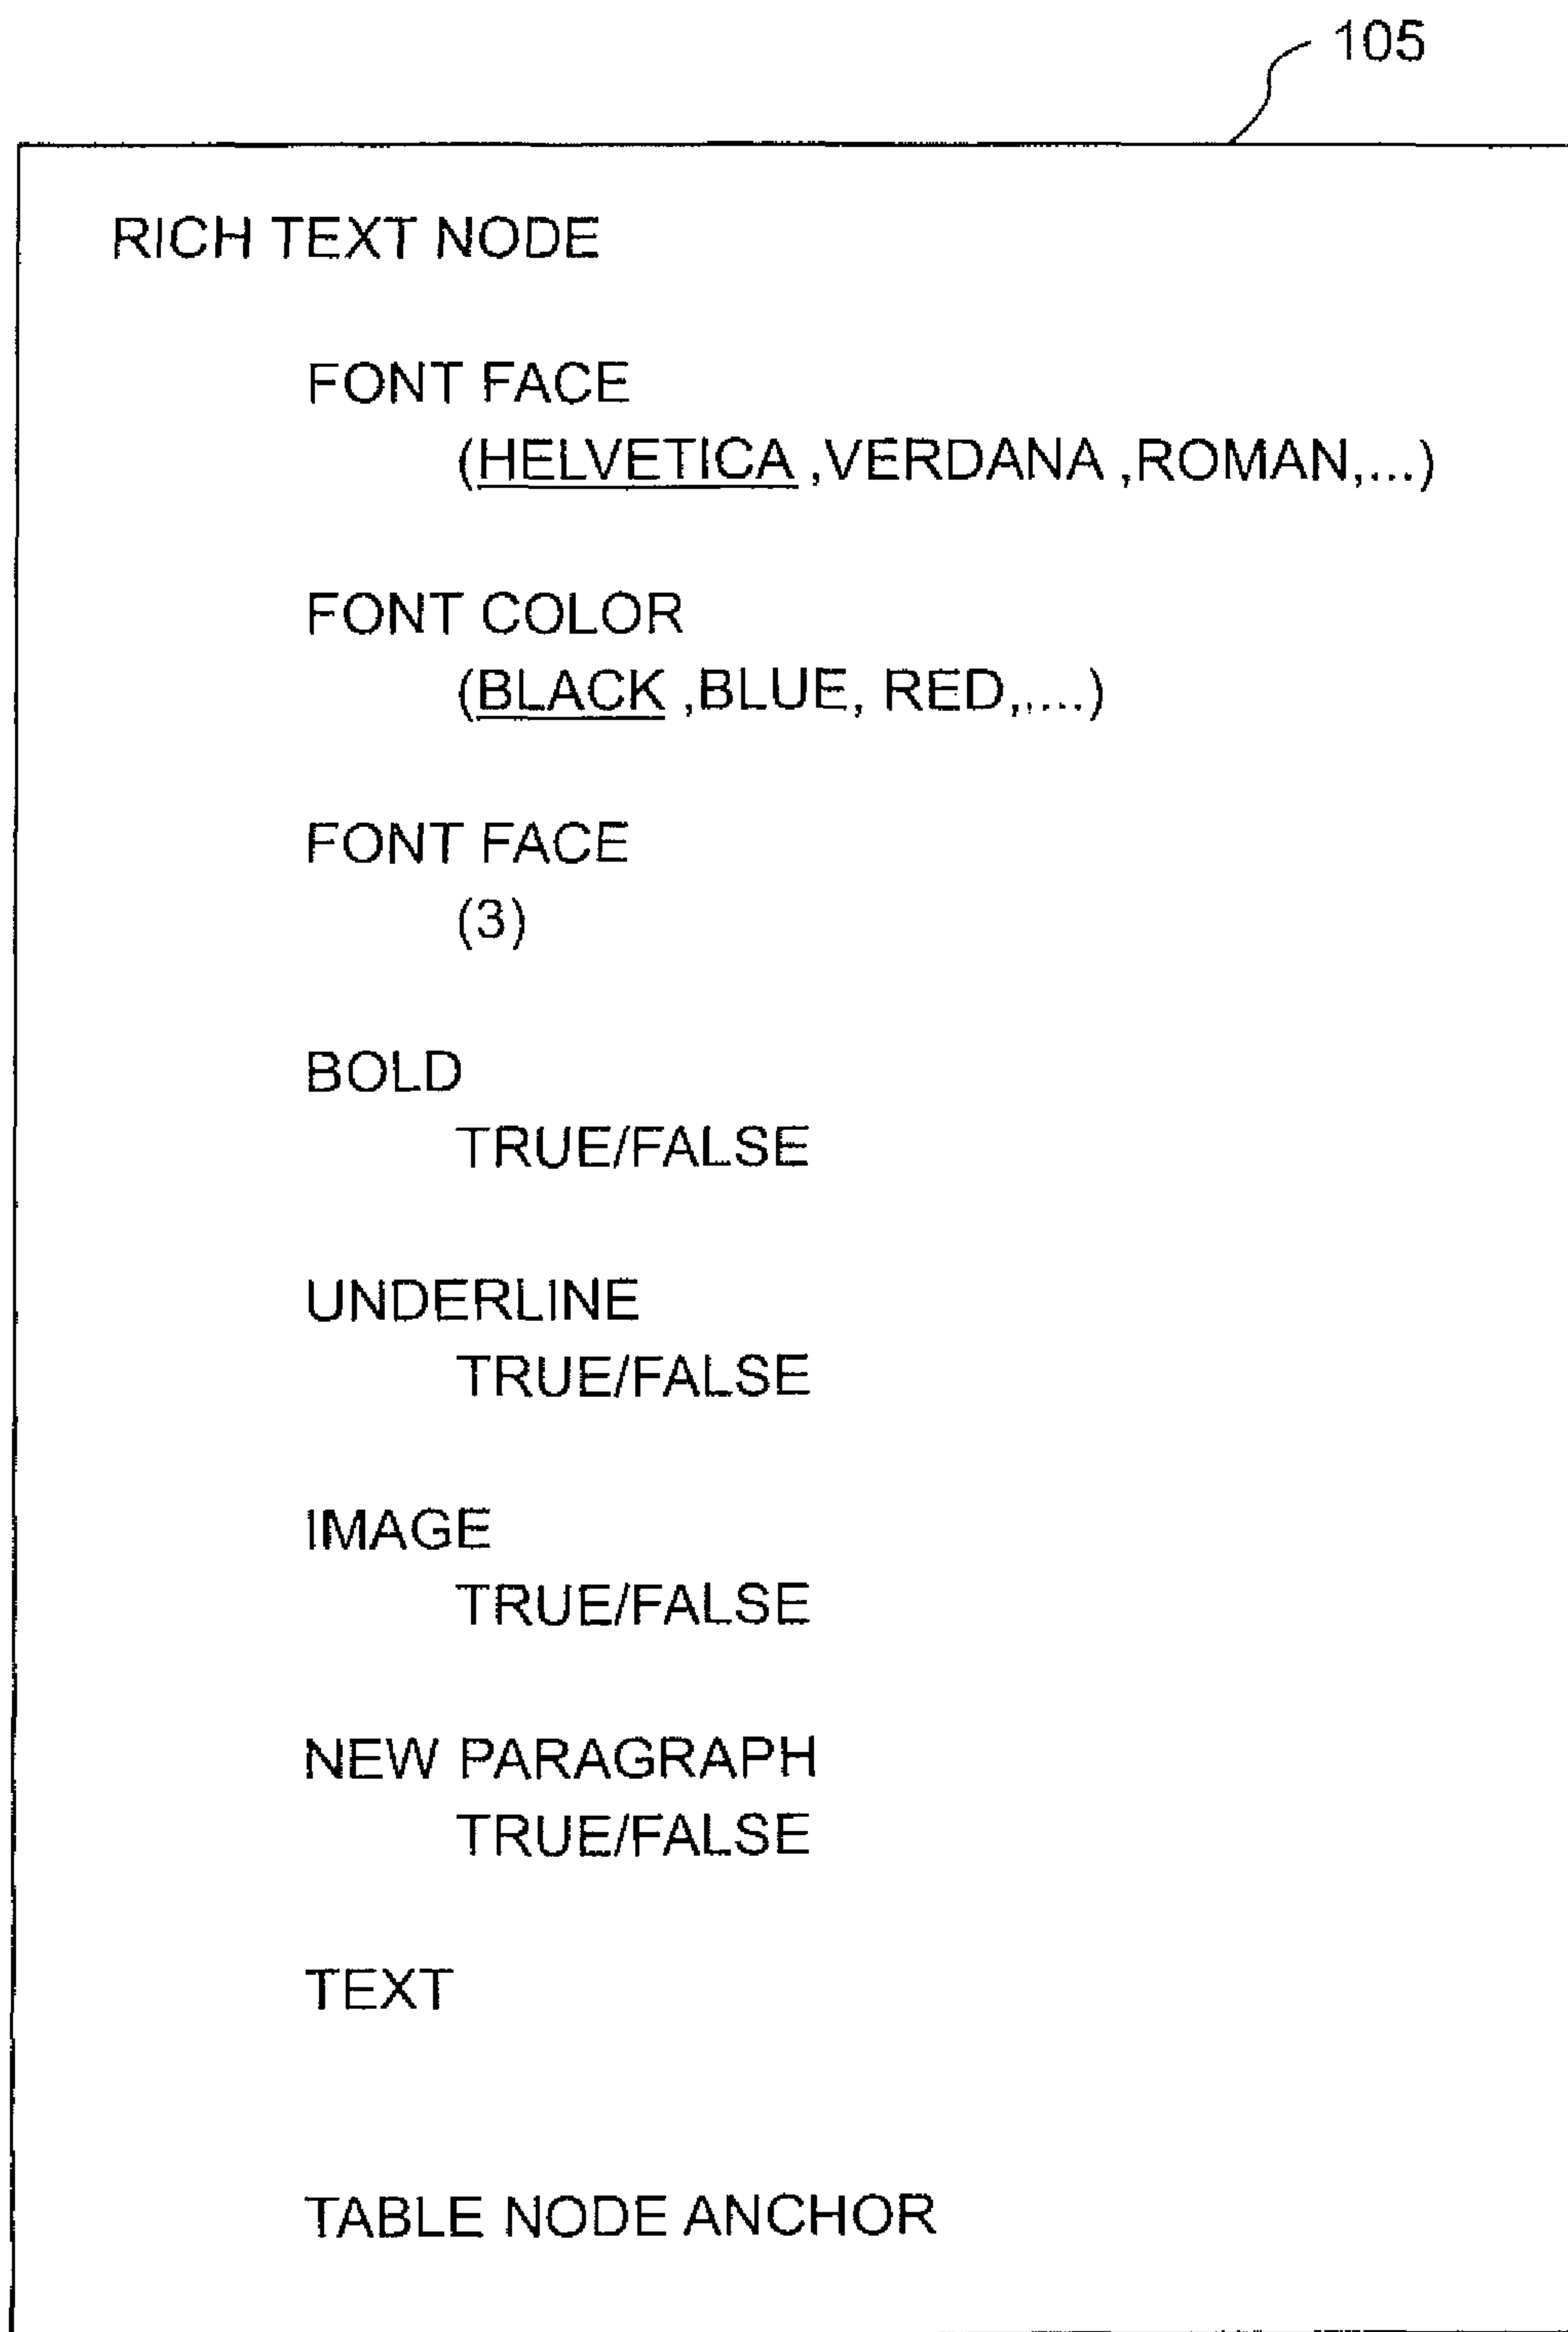 105
RICH TEXT NODE
FONT FACE
(HELVETICA ,VERDANA ,ROMAN,...)
FONT COLOR
(BLACK ,BLUE, RED,,...)
FONT FACE
(3)
BOLD
TRUE/FALSE
UNDERLINE
TRUE/FALSE
IMAGE
TRUE/FALSE
NEW PARAGRAPH
TRUE/FALSE
TEXT
TABLE NODE ANCHOR